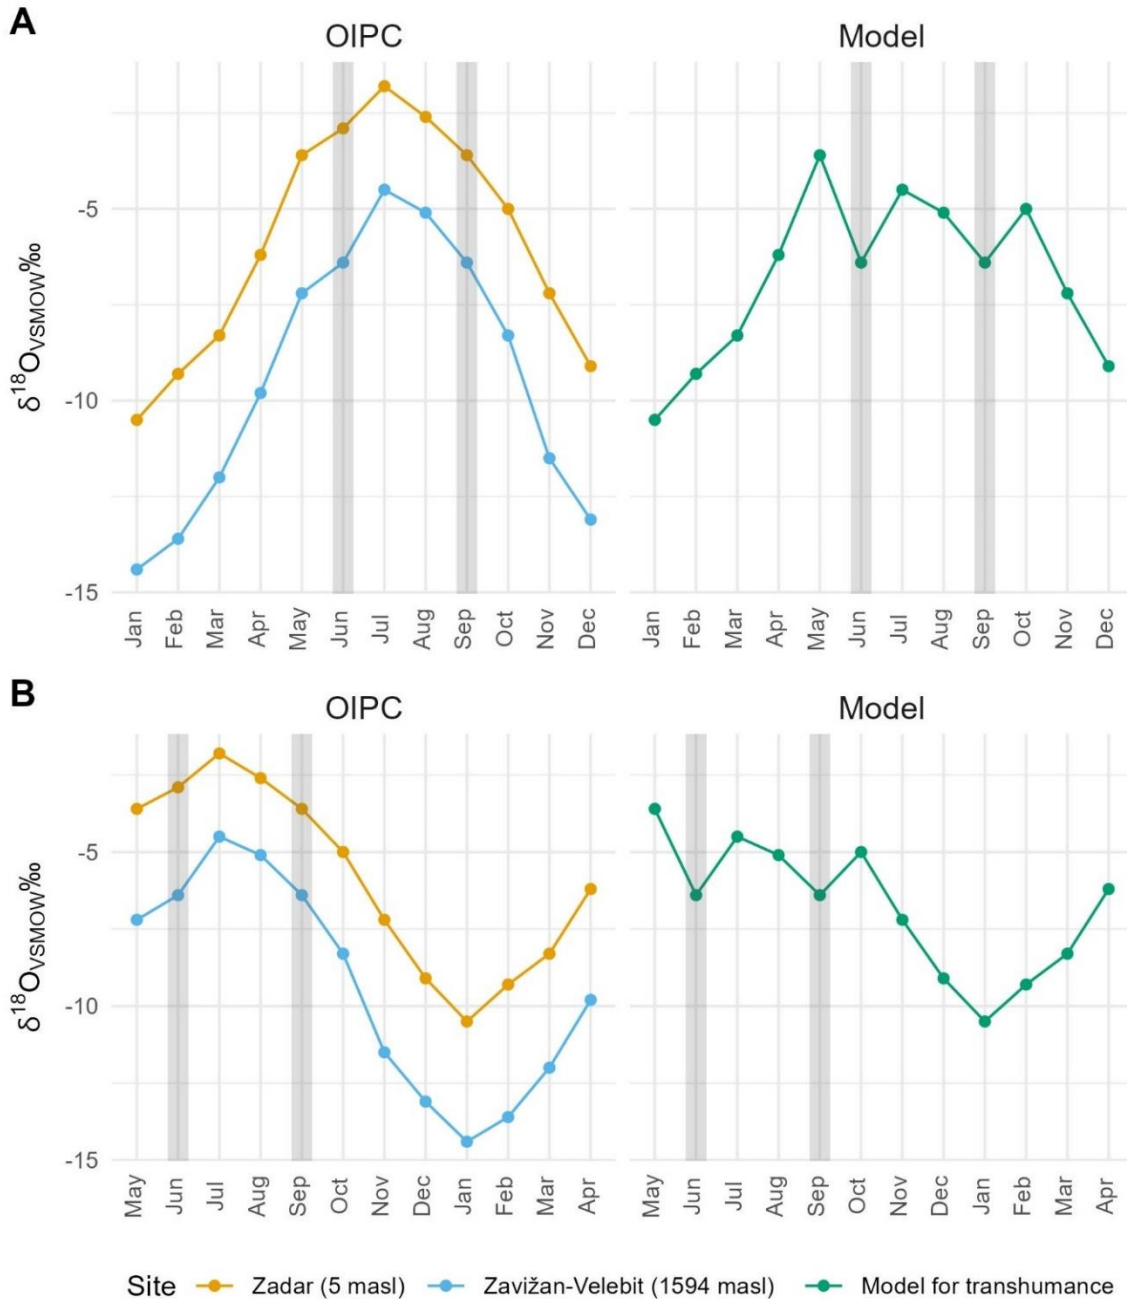 A
OIPC
Model
-5
-10
-15
δ¹⁸O_VSMOW‰
Jan Feb Mar Apr May Jun Jul Aug Sep Oct Nov Dec
Jan Feb Mar Apr May Jun Jul Aug Sep Oct Nov Dec
B
OIPC
Model
-5
-10
-15
δ¹⁸O_VSMOW‰
May Jun Jul Aug Sep Oct Nov Dec Jan Feb Mar Apr
May Jun Jul Aug Sep Oct Nov Dec Jan Feb Mar Apr
Site Zadar (5 masl) Zavižan-Velebit (1594 masl) Model for transhumance